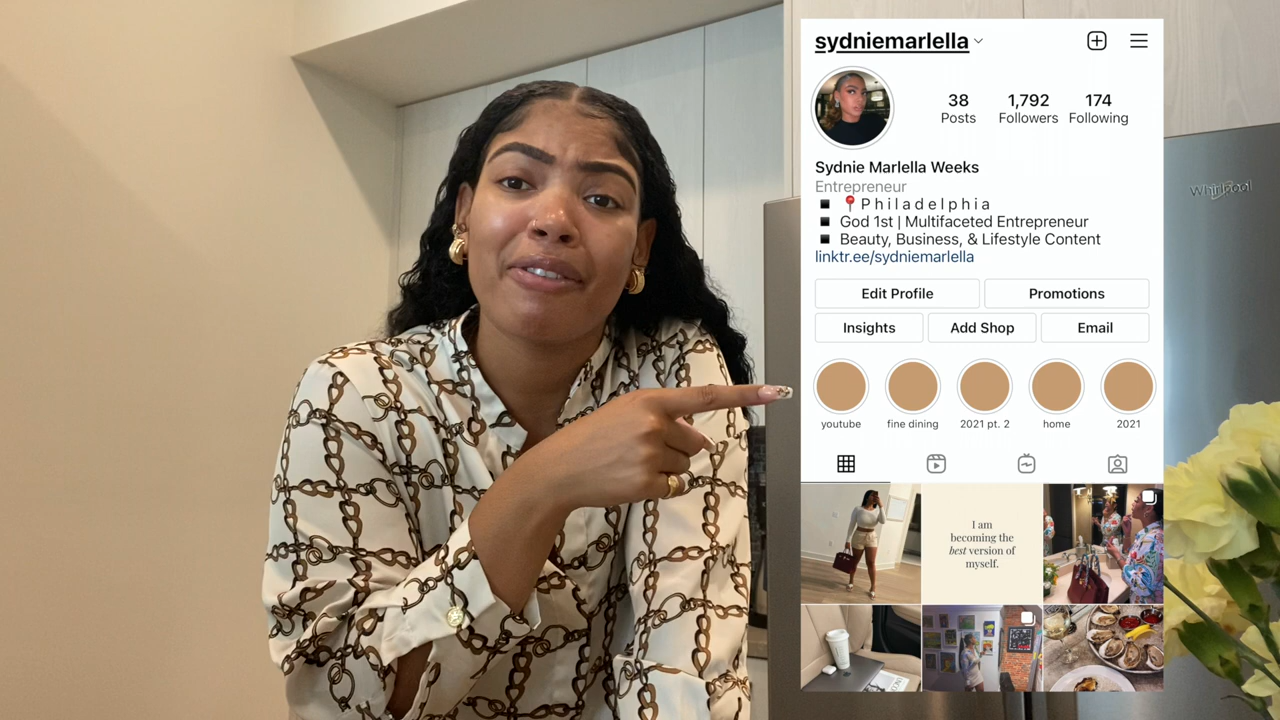 sydniemarlella
38 1,792 174
Posts Followers Following
Sydnie Marlella Weeks
Entrepreneur
◾ 📍 P h i l a d e l p h i a
◾ God 1st | Multifaceted Entrepreneur
◾ Beauty, Business, & Lifestyle Content
linktr.ee/sydniemarlella
Edit Profile Promotions
Insights Add Shop Email
youtube fine dining 2021 pt. 2 home 2021
I am
becoming the
best version of
myself.
Whirlpool